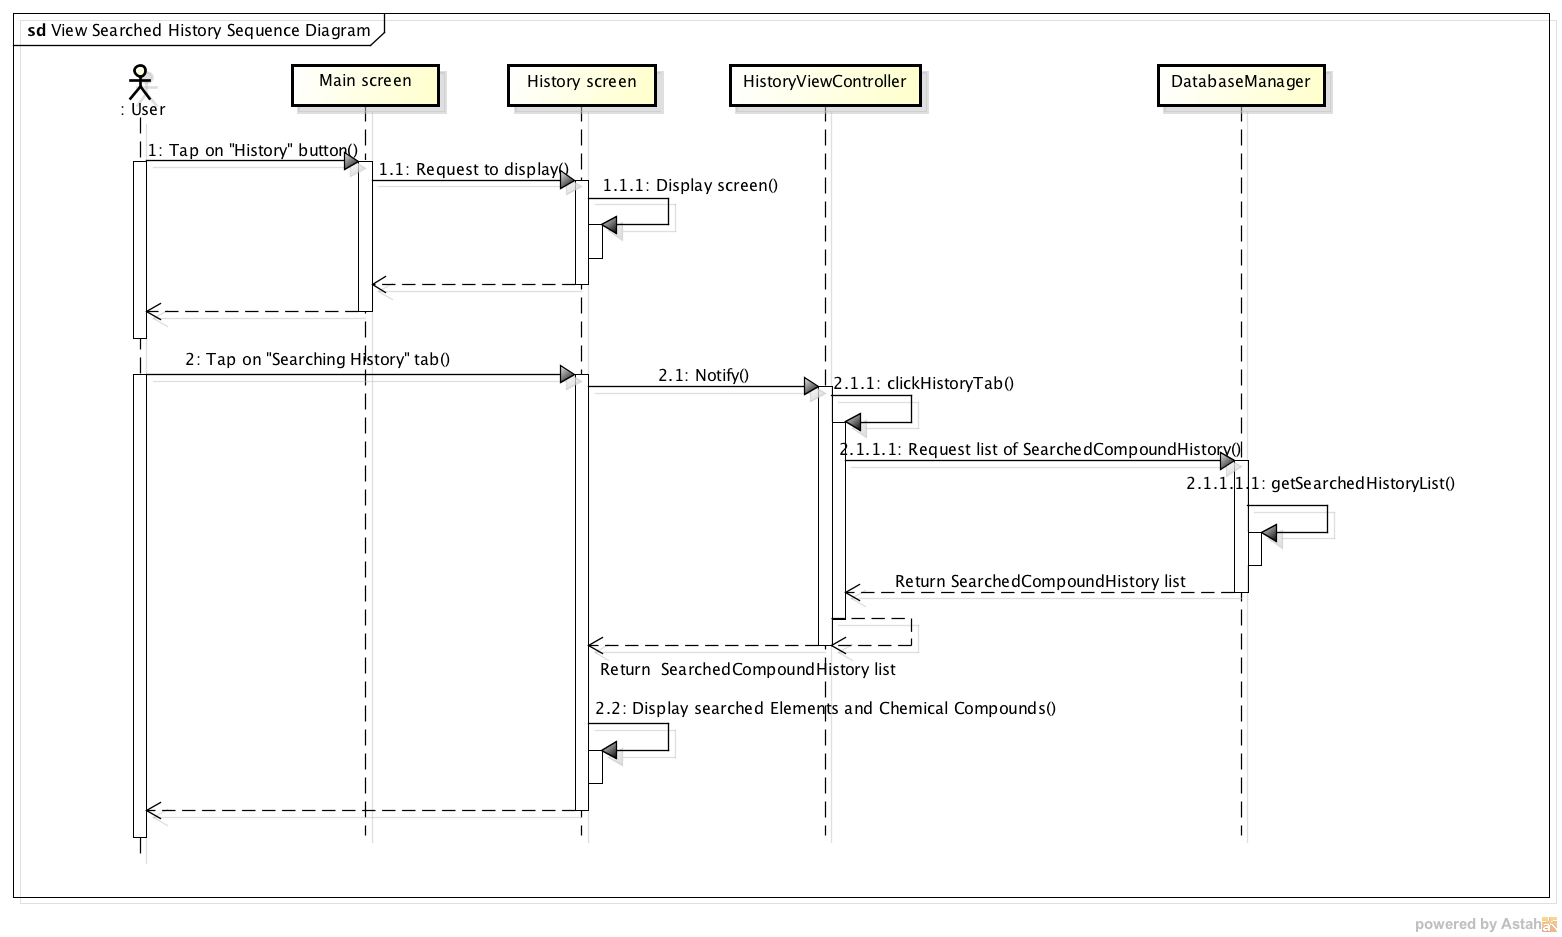 sd View Searched History Sequence Diagram
Main screen
History screen
HistoryViewController
DatabaseManager
: User
1: Tap on "History" button()
1.1: Request to display()
1.1.1: Display screen()
2: Tap on "Searching History" tab()
2.1: Notify()
2.1.1: clickHistoryTab()
2.1.1.1: Request list of SearchedCompoundHistory()
2.1.1.1.1: getSearchedHistoryList()
Return SearchedCompoundHistory list
Return  SearchedCompoundHistory list
2.2: Display searched Elements and Chemical Compounds()
powered by Astah